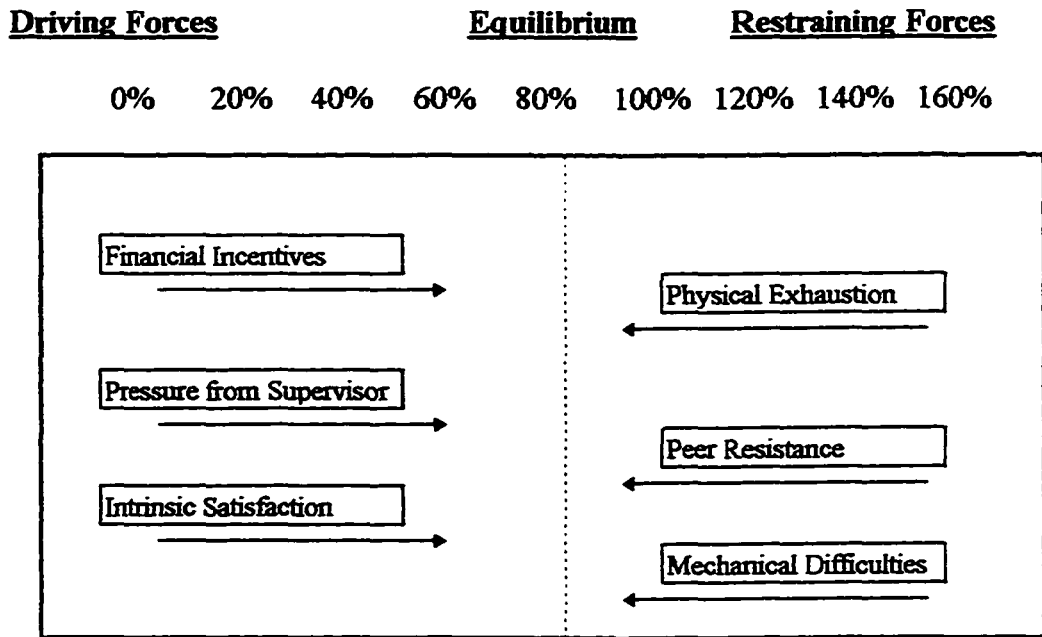 Driving Forces Equilibrium Restraining Forces
0% 20% 40% 60% 80% 100% 120% 140% 160%
Financial Incentives
Physical Exhaustion
Pressure from Supervisor
Peer Resistance
Intrinsic Satisfaction
Mechanical Difficulties